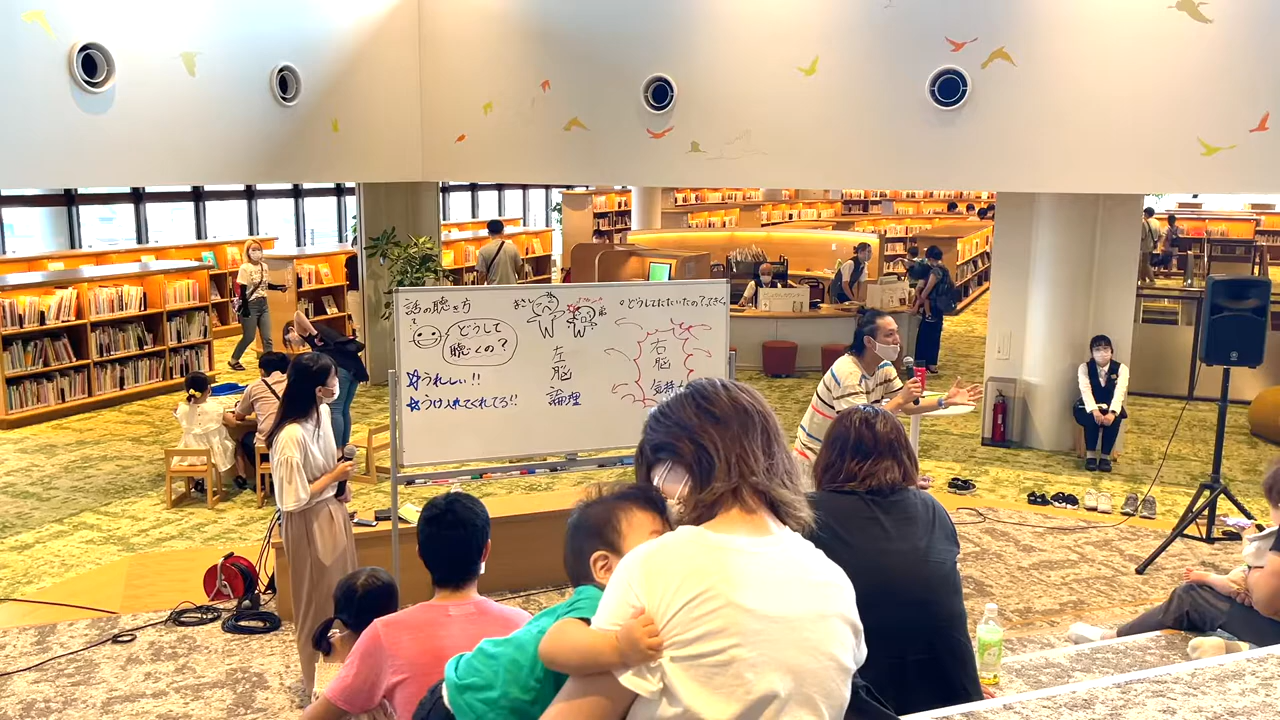 話の聴き方
どうして
聴くの?
☆うれしい!!
☆うけ入れてくれてる!!
左脳
論理
○どうしてたたいたの?
右脳
気持